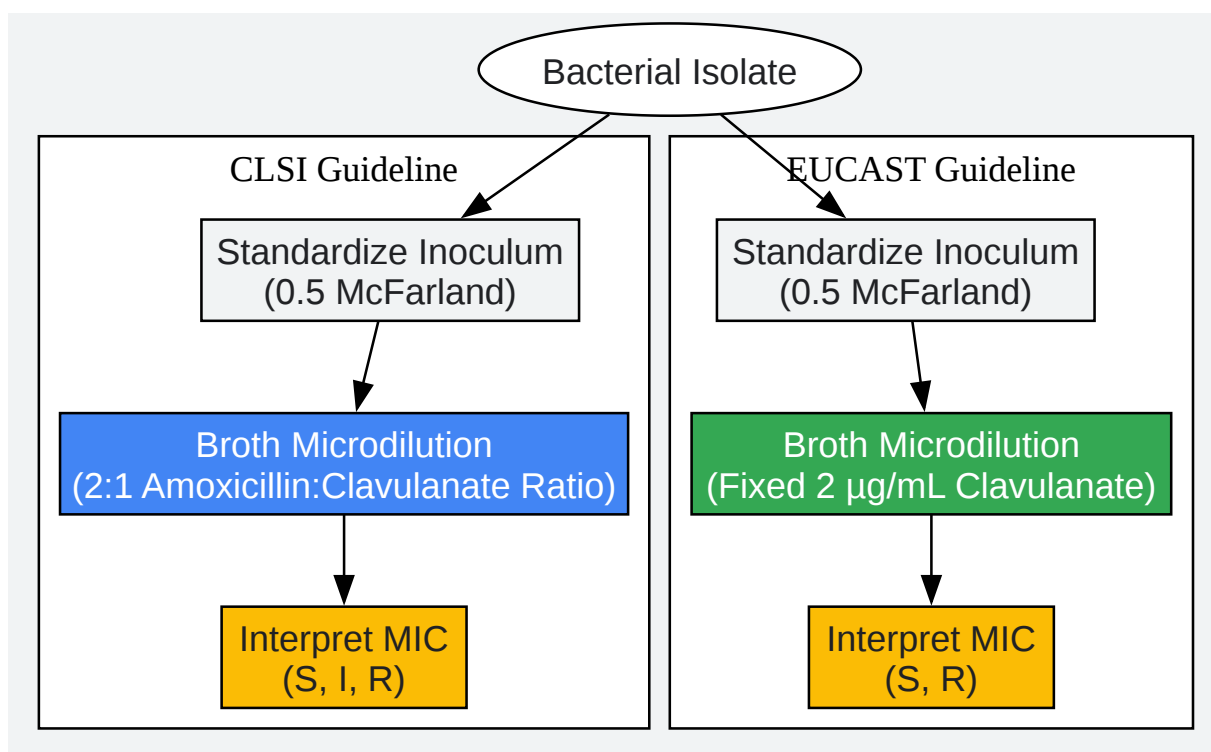 Bacterial Isolate
CLSI Guideline
Standardize Inoculum
(0.5 McFarland)
Broth Microdilution
(2:1 Amoxicillin:Clavulanate Ratio)
Interpret MIC
(S, I, R)
EUCAST Guideline
Standardize Inoculum
(0.5 McFarland)
Broth Microdilution
(Fixed 2 µg/mL Clavulanate)
Interpret MIC
(S, R)